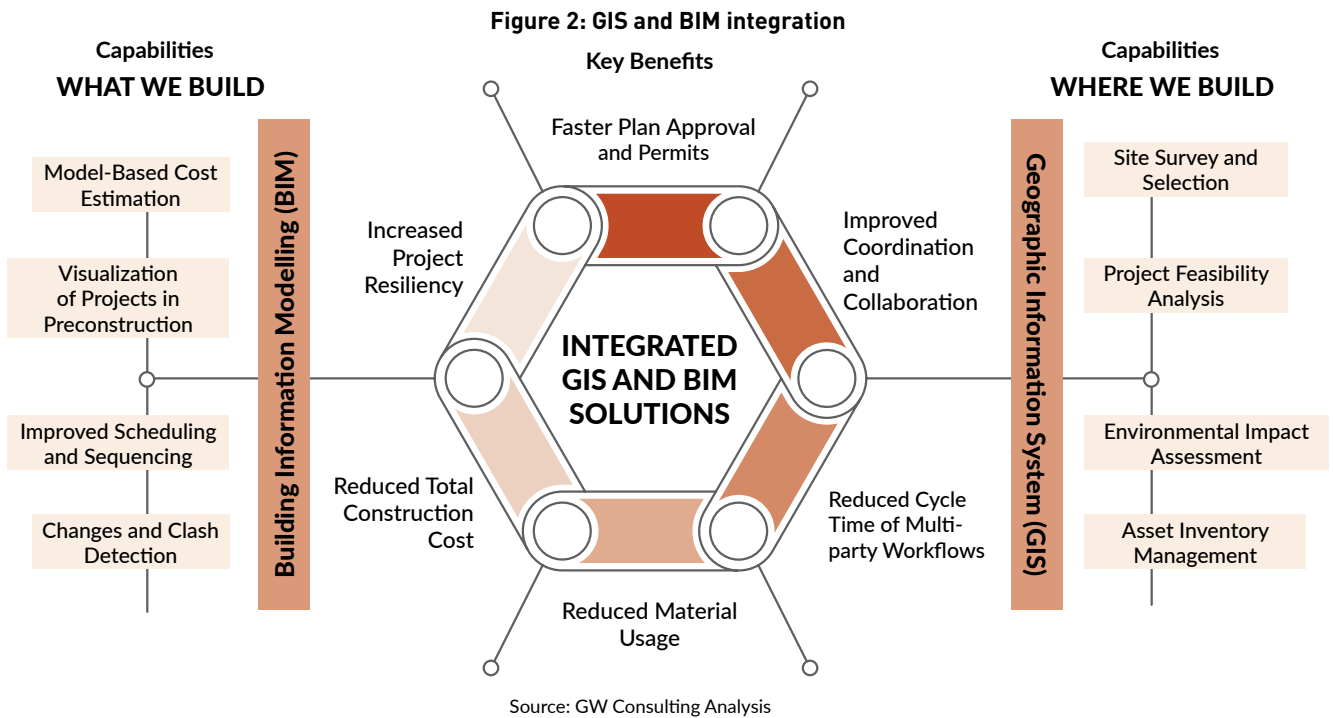 Figure 2: GIS and BIM integration
Capabilities
WHAT WE BUILD
Model-Based Cost
Estimation
Visualization
of Projects in
Preconstruction
Improved Scheduling
and Sequencing
Changes and Clash
Detection
Building Information Modelling (BIM)
Key Benefits
Faster Plan Approval
and Permits
Increased
Project
Resiliency
Improved
Coordination
and
Collaboration
INTEGRATED
GIS AND BIM
SOLUTIONS
Reduced Total
Construction
Cost
Reduced Cycle
Time of Multi-
party Workflows
Reduced Material
Usage
Capabilities
WHERE WE BUILD
Geographic Information System (GIS)
Site Survey and
Selection
Project Feasibility
Analysis
Environmental Impact
Assessment
Asset Inventory
Management
Source: GW Consulting Analysis